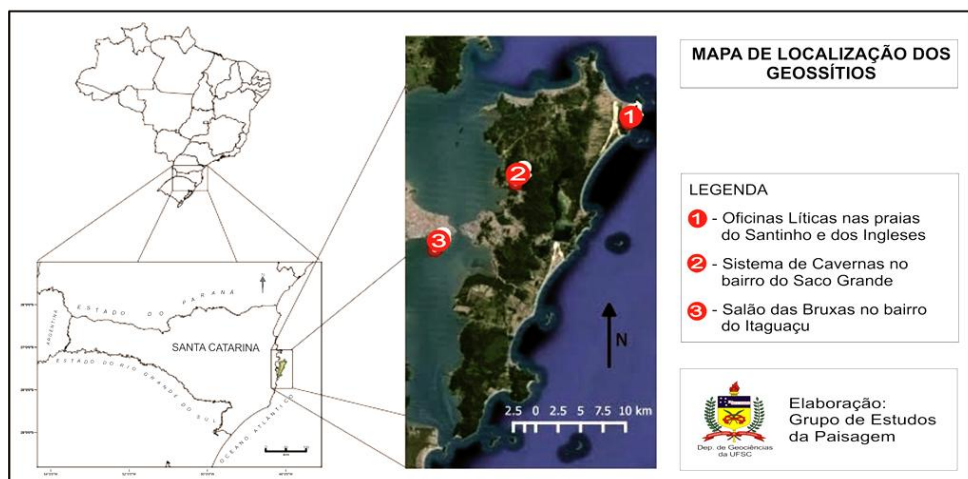 MAPA DE LOCALIZAÇÃO DOS
GEOSSÍTIOS
LEGENDA
1 - Oficinas Líticas nas praias
do Santinho e dos Ingleses
2 - Sistema de Cavernas no
bairro do Saco Grande
3 - Salão das Bruxas no bairro
do Itaguaçu
Elaboração:
Grupo de Estudos
da Paisagem
Dep. de Geociências
da UFSC
1
2
3
N
2.5 0 2.5 5 7.5 10 km
ESTADO DO PARANÁ
ARGENTINA
SANTA CATARINA
ESTADO DO RIO GRANDE DO SUL
OCEANO ATLÂNTICO